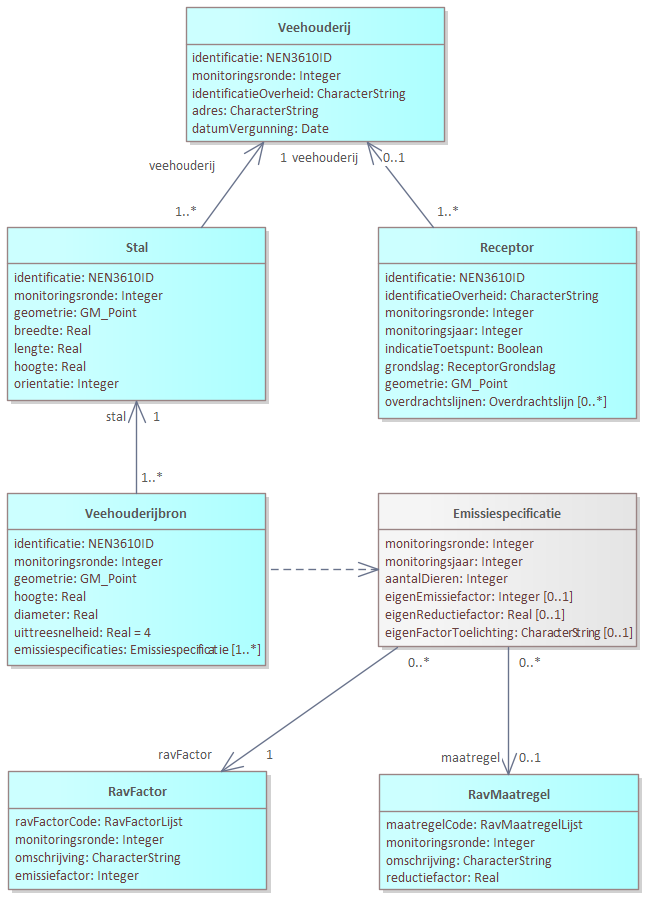 Veehouderij
identificatie: NEN3610ID
monitoringsronde: Integer
identificatieOverheid: CharacterString
adres: CharacterString
datumVergunning: Date
veehouderij
1
veehouderij
0..1
1..*
1..*
Stal
identificatie: NEN3610ID
monitoringsronde: Integer
geometrie: GM_Point
breedte: Real
lengte: Real
hoogte: Real
orientatie: Integer
Receptor
identificatie: NEN3610ID
identificatieOverheid: CharacterString
monitoringsronde: Integer
monitoringsjaar: Integer
indicatieToetspunt: Boolean
grondslag: ReceptorGrondslag
geometrie: GM_Point
overdrachtslijnen: Overdrachtslijn [0..*]
stal
1
1..*
Veehouderijbron
identificatie: NEN3610ID
monitoringsronde: Integer
geometrie: GM_Point
hoogte: Real
diameter: Real
uittreesnelheid: Real = 4
emissiespecificaties: Emissiespecificatie [1..*]
Emissiespecificatie
monitoringsronde: Integer
monitoringsjaar: Integer
aantalDieren: Integer
eigenEmissiefactor: Integer [0..1]
eigenReductiefactor: Real [0..1]
eigenFactorToelichting: CharacterString [0..1]
0..*
0..*
ravFactor
1
maatregel
0..1
RavFactor
ravFactorCode: RavFactorLijst
monitoringsronde: Integer
omschrijving: CharacterString
emissiefactor: Integer
RavMaatregel
maatregelCode: RavMaatregelLijst
monitoringsronde: Integer
omschrijving: CharacterString
reductiefactor: Real